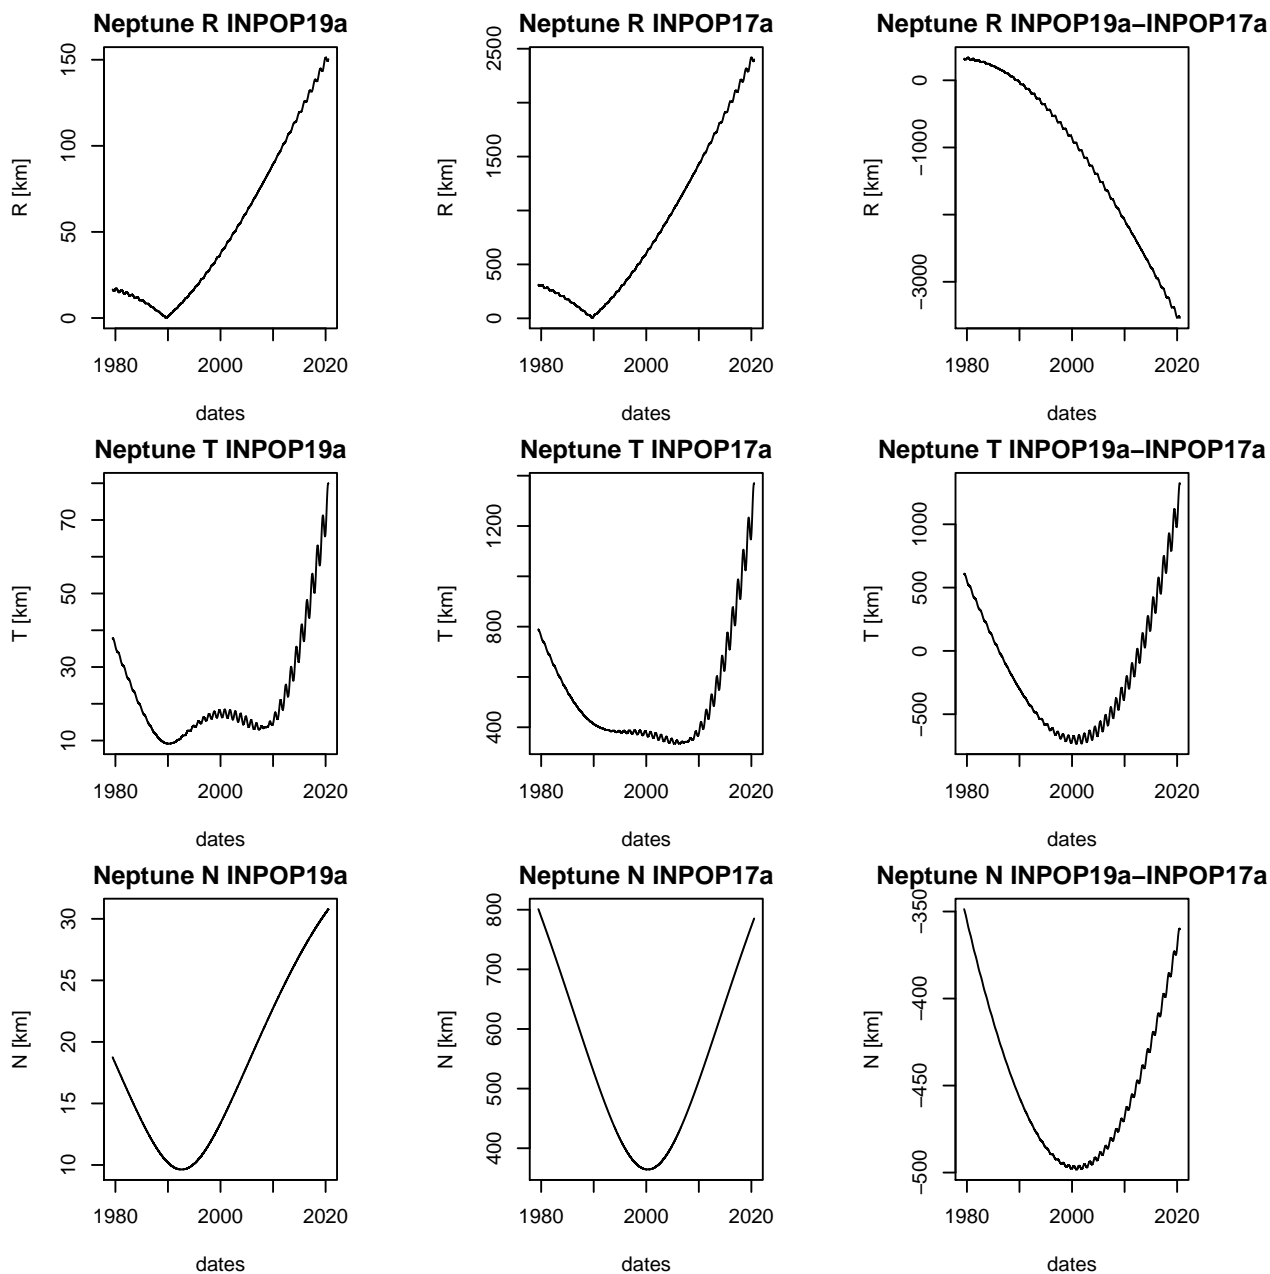 Neptune R INPOP19a
R [km]
150
100
50
0
1980 2000 2020
dates
Neptune R INPOP17a
R [km]
2500
1500
500
0
1980 2000 2020
dates
Neptune R INPOP19a−INPOP17a
R [km]
0
−1000
−3000
1980 2000 2020
dates
Neptune T INPOP19a
T [km]
70
50
30
10
1980 2000 2020
dates
Neptune T INPOP17a
T [km]
1200
800
400
1980 2000 2020
dates
Neptune T INPOP19a−INPOP17a
T [km]
1000
500
0
−500
1980 2000 2020
dates
Neptune N INPOP19a
N [km]
30
25
20
15
10
1980 2000 2020
dates
Neptune N INPOP17a
N [km]
800
700
600
500
400
1980 2000 2020
dates
Neptune N INPOP19a−INPOP17a
N [km]
−350
−400
−450
−500
1980 2000 2020
dates